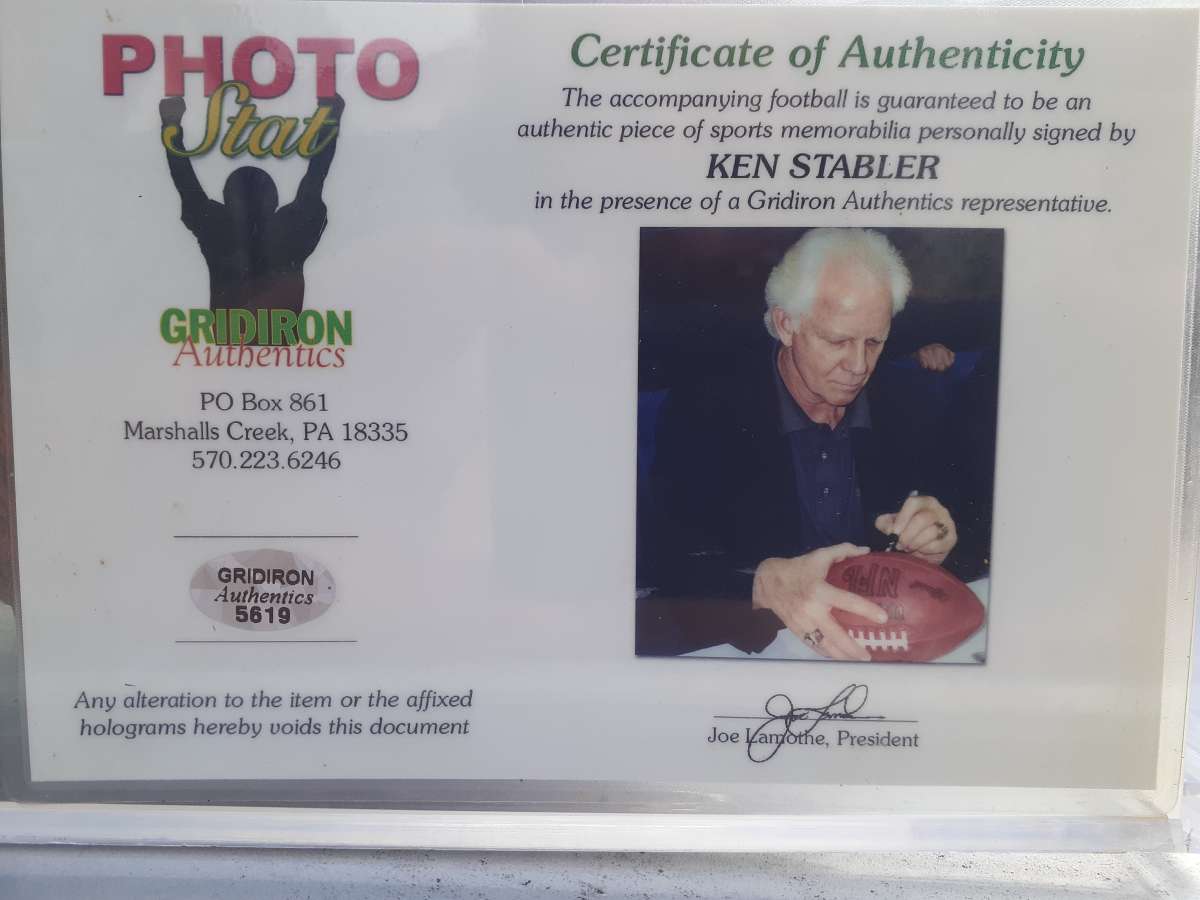 PHOTO
Stat
GRIDIRON
Authentics
PO Box 861
Marshalls Creek, PA 18335
570.223.6246
GRIDIRON
Authentics
5619
Any alteration to the item or the affixed
holograms hereby voids this document
Certificate of Authenticity
The accompanying football is guaranteed to be an
authentic piece of sports memorabilia personally signed by
KEN STABLER
in the presence of a Gridiron Authentics representative.
NFL
Joe Lamothe, President